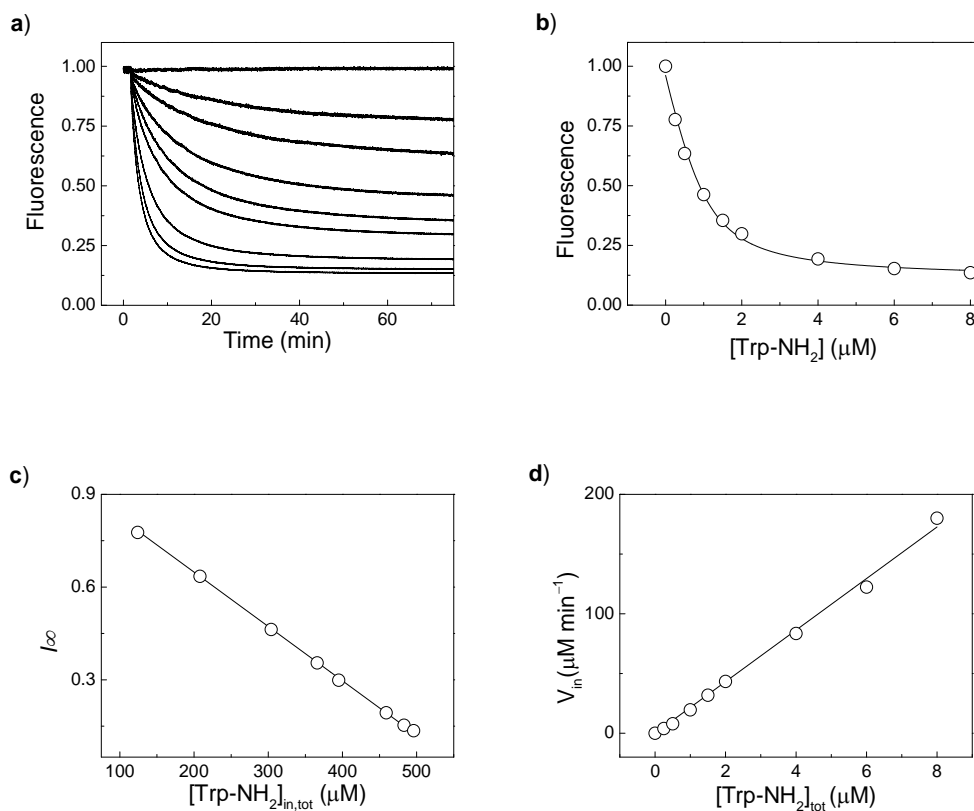 a)
1.00
0.75
0.50
0.25
0.00
Fluorescence
0 20 40 60
Time (min)
b)
1.00
0.75
0.50
0.25
0.00
Fluorescence
0 2 4 6 8
[Trp-NH₂] (μM)
c)
0.9
0.6
0.3
I∞
100 200 300 400 500
[Trp-NH₂]in,tot (μM)
d)
200
100
0
Vin (μM min⁻¹)
0 2 4 6 8
[Trp-NH₂]tot (μM)